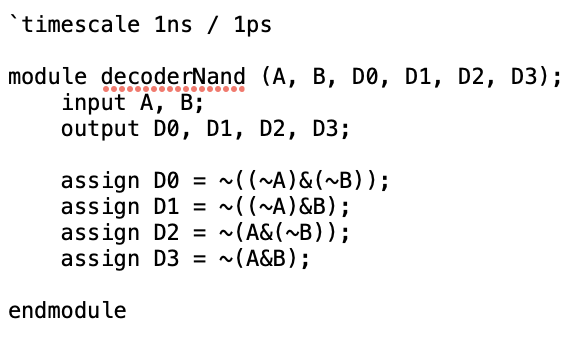 `timescale 1ns / 1ps
module decoderNand (A, B, D0, D1, D2, D3);
input A, B;
output D0, D1, D2, D3;
assign D0 = ~((~A)&(~B));
assign D1 = ~((~A)&B);
assign D2 = ~(A&(~B));
assign D3 = ~(A&B);
endmodule